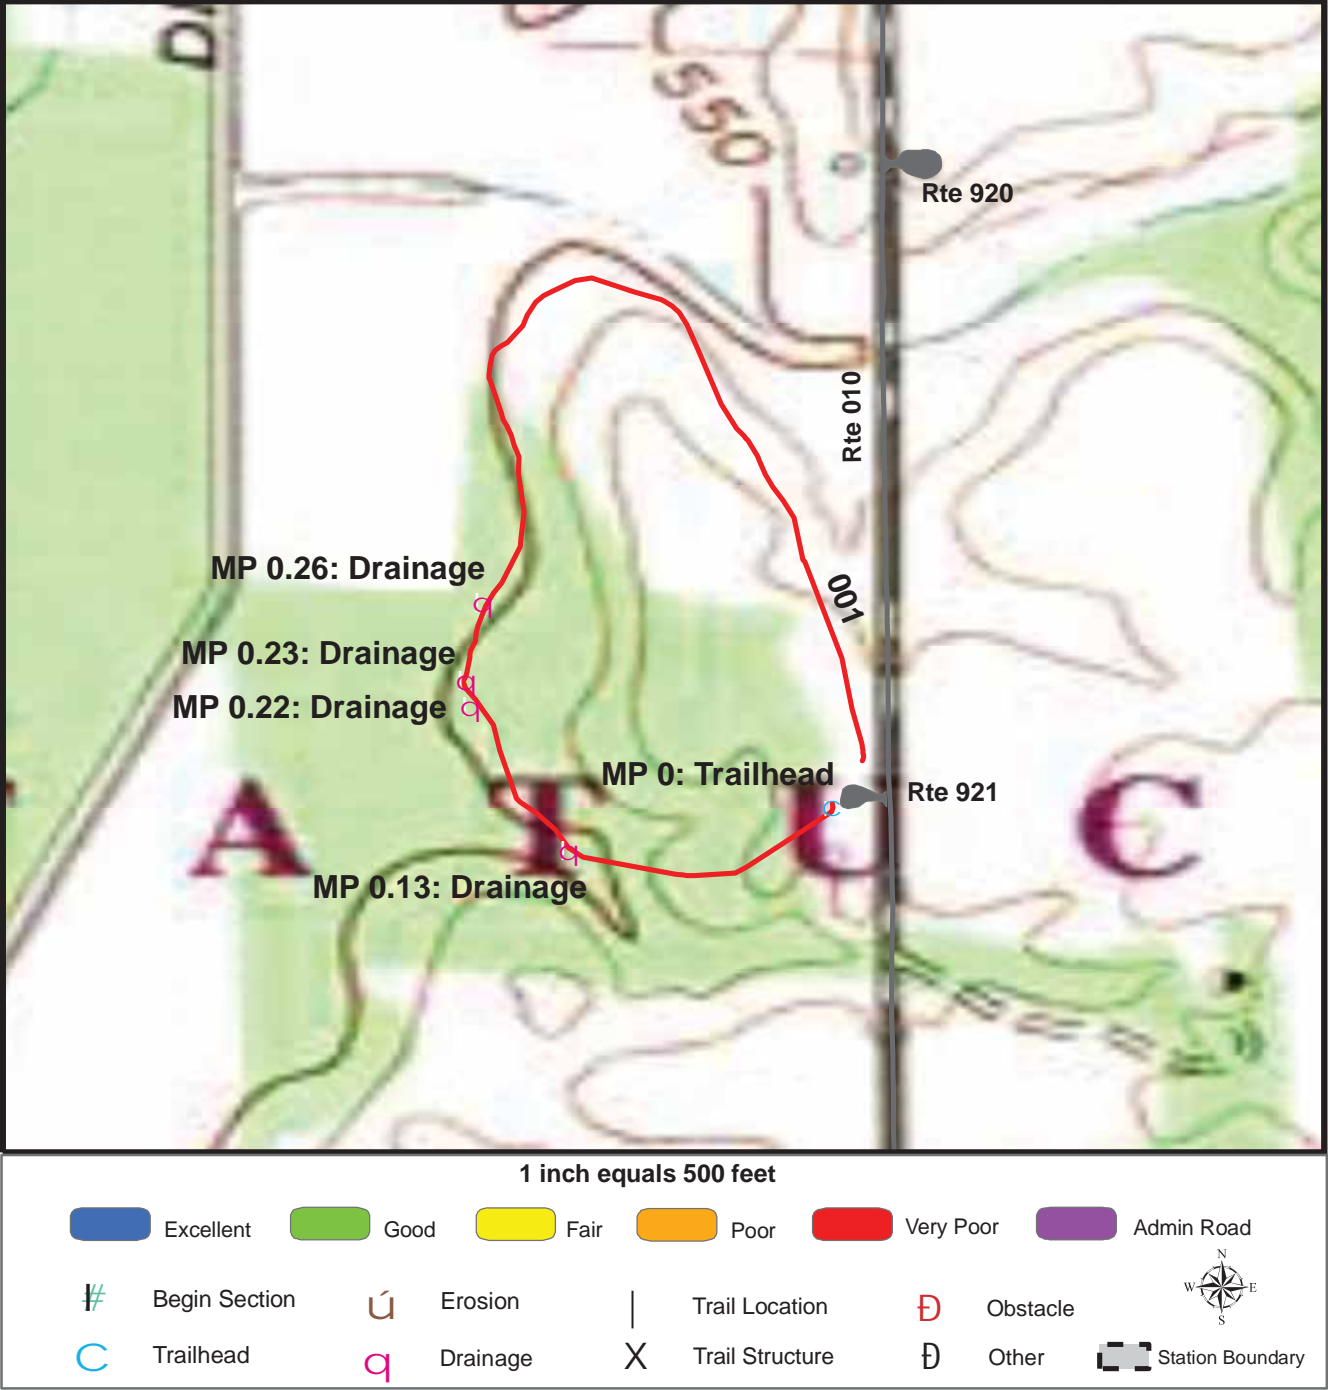 550
Rte 920
Rte 010
MP 0.26: Drainage
001
MP 0.23: Drainage
MP 0.22: Drainage
MP 0: Trailhead
Rte 921
A T U C
MP 0.13: Drainage
1 inch equals 500 feet
Excellent Good Fair Poor Very Poor Admin Road
N
W E
S
Begin Section ú Erosion | Trail Location Đ Obstacle
C Trailhead q Drainage X Trail Structure Đ Other Station Boundary